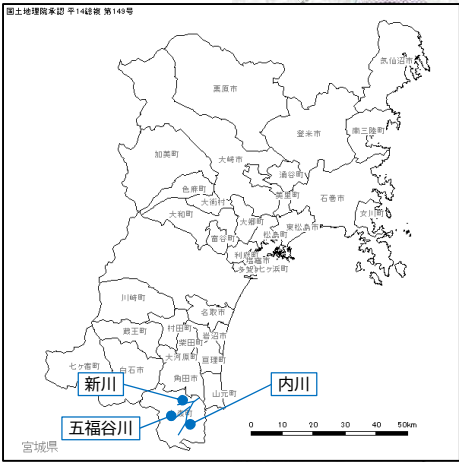 国土地理院承認 平14総複 第149号
気仙沼市
栗原市
登米市
南三陸町
加美町
大崎市
涌谷町
色麻町
美里町
石巻市
大衡村
女川町
大和町
大郷町
東松島市
松島町
富谷町
利府町
塩竈市
多賀城市
七ヶ浜町
川崎町
名取市
蔵王町
村田町
岩沼市
柴田町
大河原町
亘理町
七ヶ宿町
白石市
角田市
山元町
新川
内川
五福谷川
宮城県
0 10 20 30 40 50km